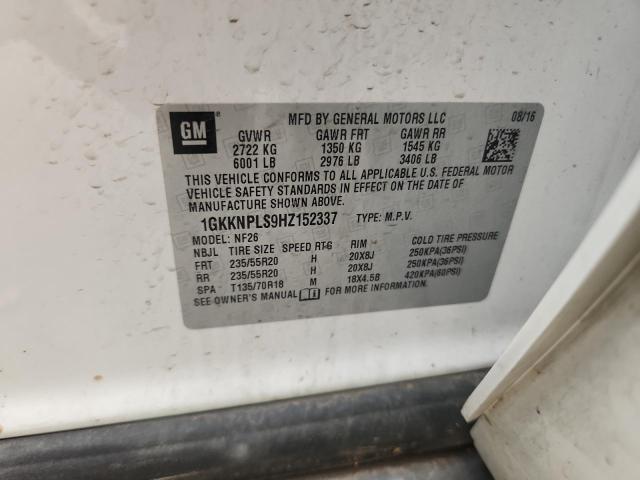 GM
MFD BY GENERAL MOTORS LLC 08/16
GVWR GAWR FRT GAWR RR
2722 KG 1350 KG 1545 KG
6001 LB 2976 LB 3406 LB
THIS VEHICLE CONFORMS TO ALL APPLICABLE U.S. FEDERAL MOTOR
VEHICLE SAFETY STANDARDS IN EFFECT ON THE DATE OF
MANUFACTURE SHOWN ABOVE.
1GKKNPLS9HZ152337 TYPE: M.P.V.
MODEL: NF26
NBJL TIRE SIZE SPEED RTG RIM COLD TIRE PRESSURE
FRT 235/55R20 H 20X8J 250KPA(36PSI)
RR 235/55R20 H 20X8J 250KPA(36PSI)
SPA T135/70R18 M 18X4.5B 420KPA(60PSI)
SEE OWNER'S MANUAL FOR MORE INFORMATION.